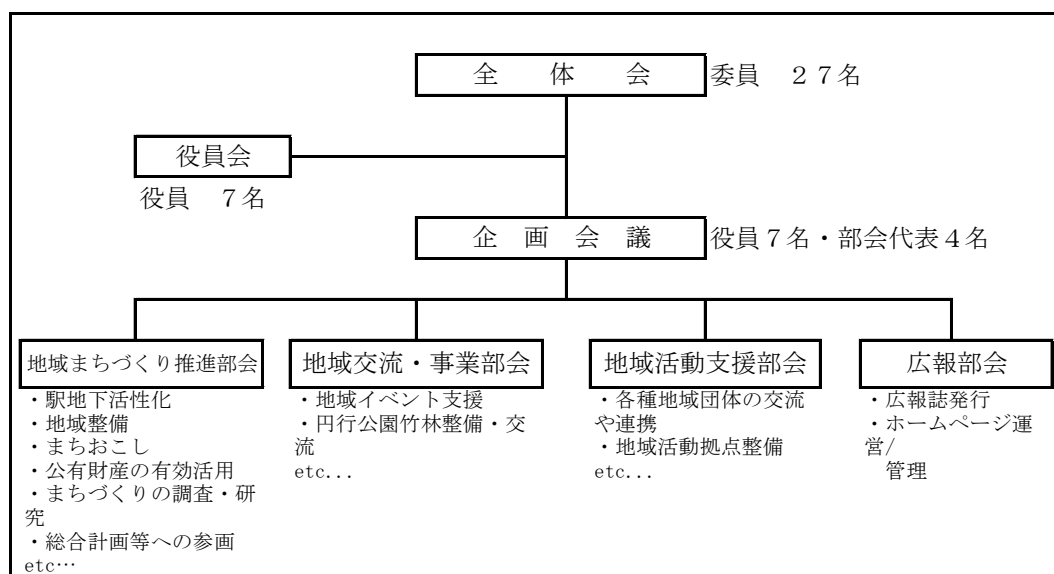 全　体　会
委員　２７名
役員会
役員　７名
企　画　会　議
役員７名・部会代表４名
地域まちづくり推進部会
・駅地下活性化
・地域整備
・まちおこし
・公有財産の有効活用
・まちづくりの調査・研
究
・総合計画等への参画
etc…
地域交流・事業部会
・地域イベント支援
・円行公園竹林整備・交
流
etc...
地域活動支援部会
・各種地域団体の交流
や連携
・地域活動拠点整備
etc...
広報部会
・広報誌発行
・ホームページ運
営/
管理